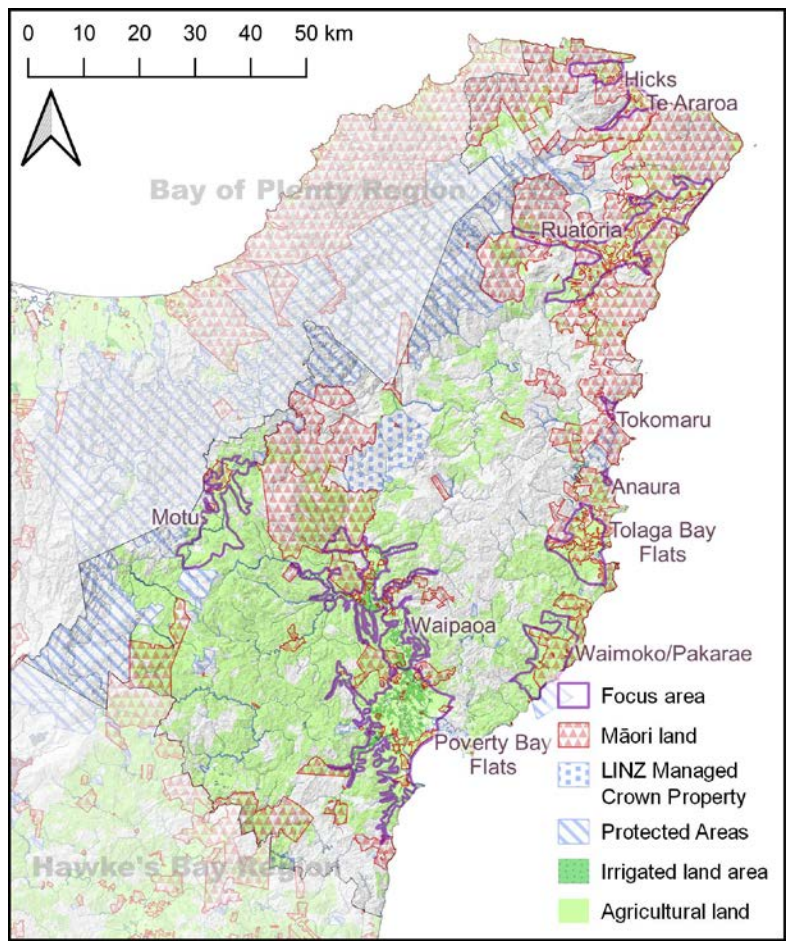 0 10 20 30 40 50 km
Hicks
Te Araroa
Bay of Plenty Region
Ruatoria
Tokomaru
Anaura
Motu
Tolaga Bay
Flats
Waipaoa
Waimoko/Pakarae
Poverty Bay
Flats
Hawke's Bay Region
Focus area
Māori land
LINZ Managed
Crown Property
Protected Areas
Irrigated land area
Agricultural land